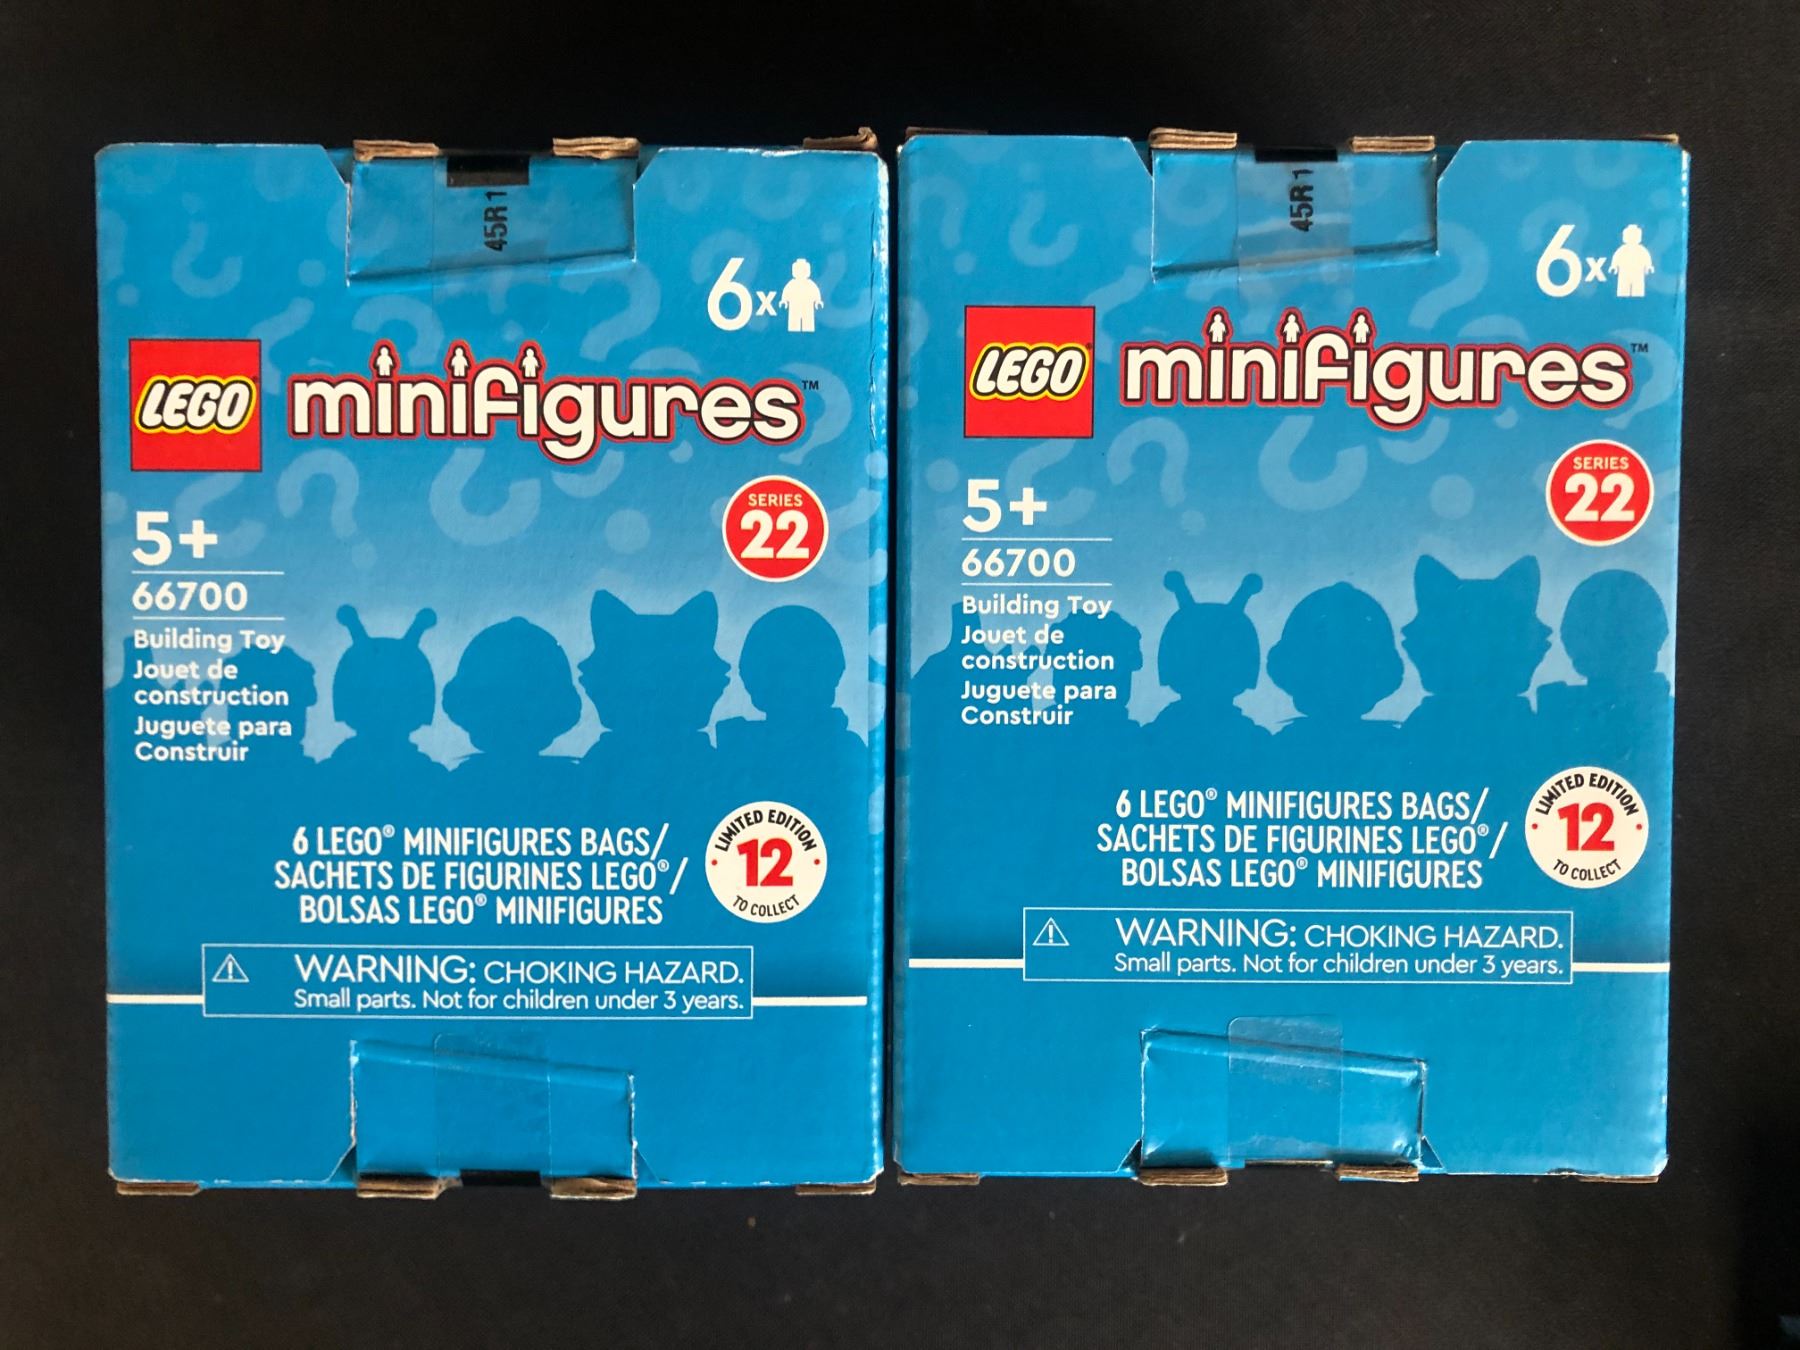 45R1
6x
LEGO®
minifigures™
SERIES
22
5+
66700
Building Toy
Jouet de
construction
Juguete para
Construir
6 LEGO® MINIFIGURES BAGS/
SACHETS DE FIGURINES LEGO®/
BOLSAS LEGO® MINIFIGURES
LIMITED EDITION
12
TO COLLECT
WARNING: CHOKING HAZARD.
Small parts. Not for children under 3 years.
45R1
6x
LEGO®
minifigures™
SERIES
22
5+
66700
Building Toy
Jouet de
construction
Juguete para
Construir
6 LEGO® MINIFIGURES BAGS/
SACHETS DE FIGURINES LEGO®/
BOLSAS LEGO® MINIFIGURES
LIMITED EDITION
12
TO COLLECT
WARNING: CHOKING HAZARD.
Small parts. Not for children under 3 years.